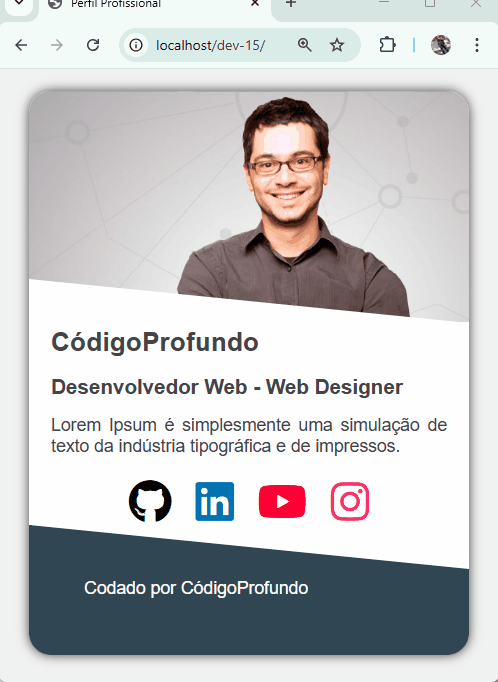 Perfil Profissional
localhost/dev-15/
CódigoProfundo
Desenvolvedor Web - Web Designer
Lorem Ipsum é simplesmente uma simulação de
texto da indústria tipográfica e de impressos.
in
Codado por CódigoProfundo